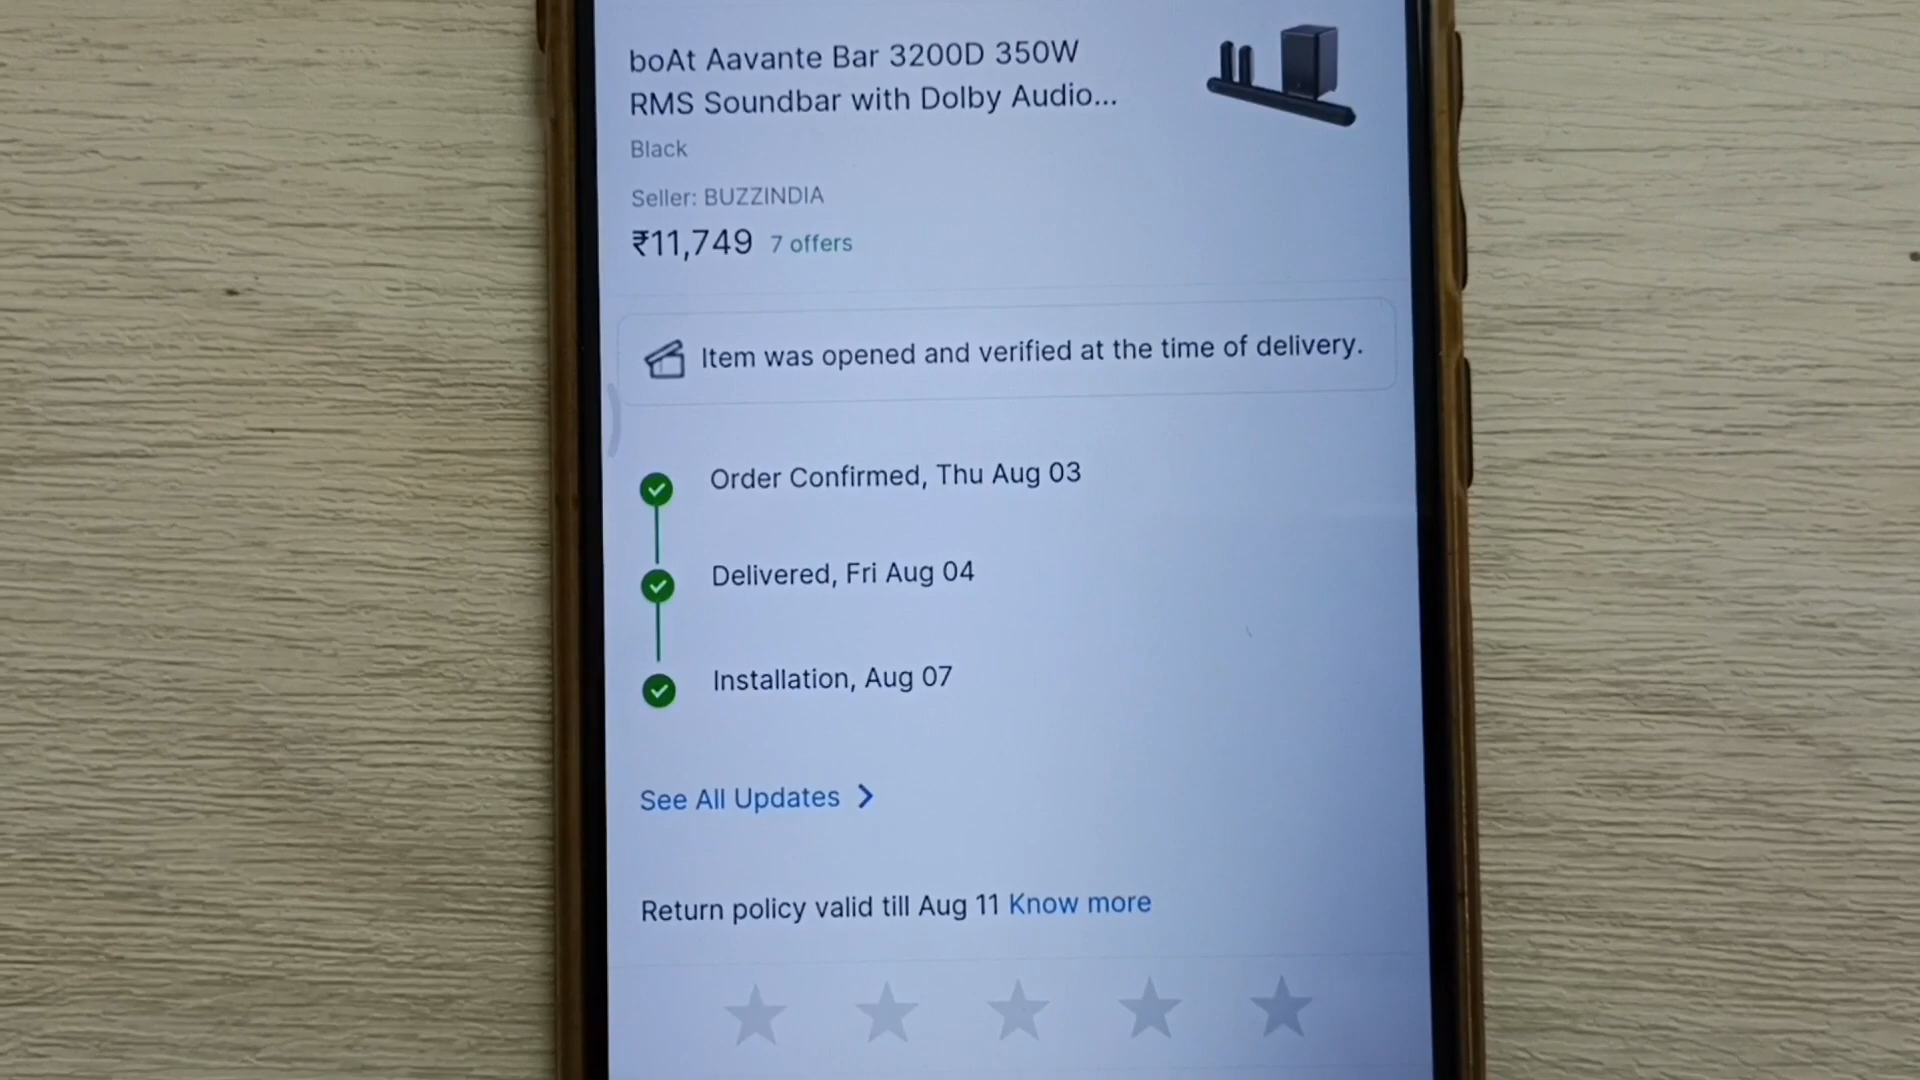 boAt Aavante Bar 3200D 350W
RMS Soundbar with Dolby Audio...
Black
Seller: BUZZINDIA
₹11,749 7 offers
Item was opened and verified at the time of delivery.
Order Confirmed, Thu Aug 03
Delivered, Fri Aug 04
Installation, Aug 07
See All Updates
Return policy valid till Aug 11 Know more